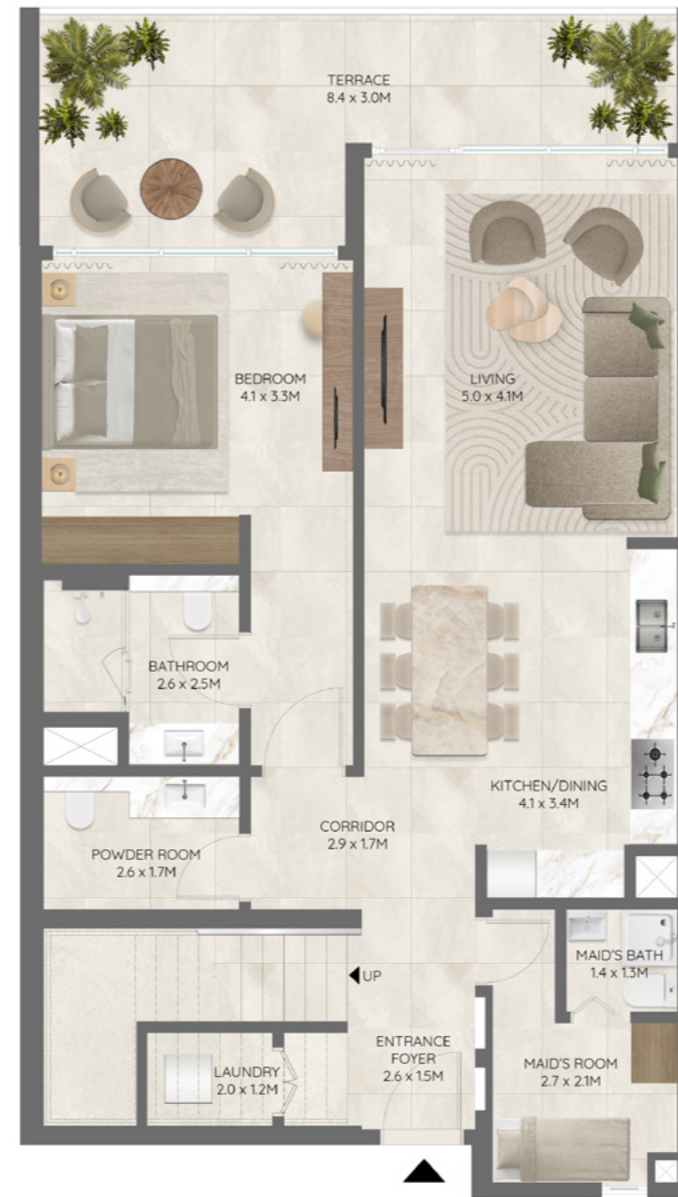 TERRACE
8.4 x 3.0M
BEDROOM
4.1 x 3.3M
LIVING
5.0 x 4.1M
BATHROOM
2.6 x 2.5M
KITCHEN/DINING
4.1 x 3.4M
CORRIDOR
2.9 x 1.7M
POWDER ROOM
2.6 x 1.7M
MAID'S BATH
1.4 x 1.3M
UP
ENTRANCE
FOYER
2.6 x 1.5M
LAUNDRY
2.0 x 1.2M
MAID'S ROOM
2.7 x 2.1M